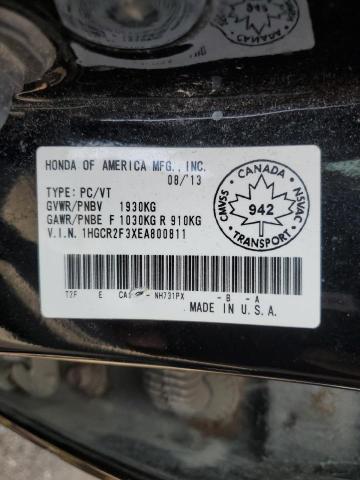 HONDA OF AMERICA MFG., INC.
08/'13
TYPE: PC/VT
GVWR/PNBV 1930KG
GAWR/PNBE F 1030KG R 910KG
V.I.N. 1HGCR2F3XEA800811
CANADA
CMVSS
942
NSVAC
TRANSPORT
T2F E NH731PX -B -A
MADE IN U.S.A.